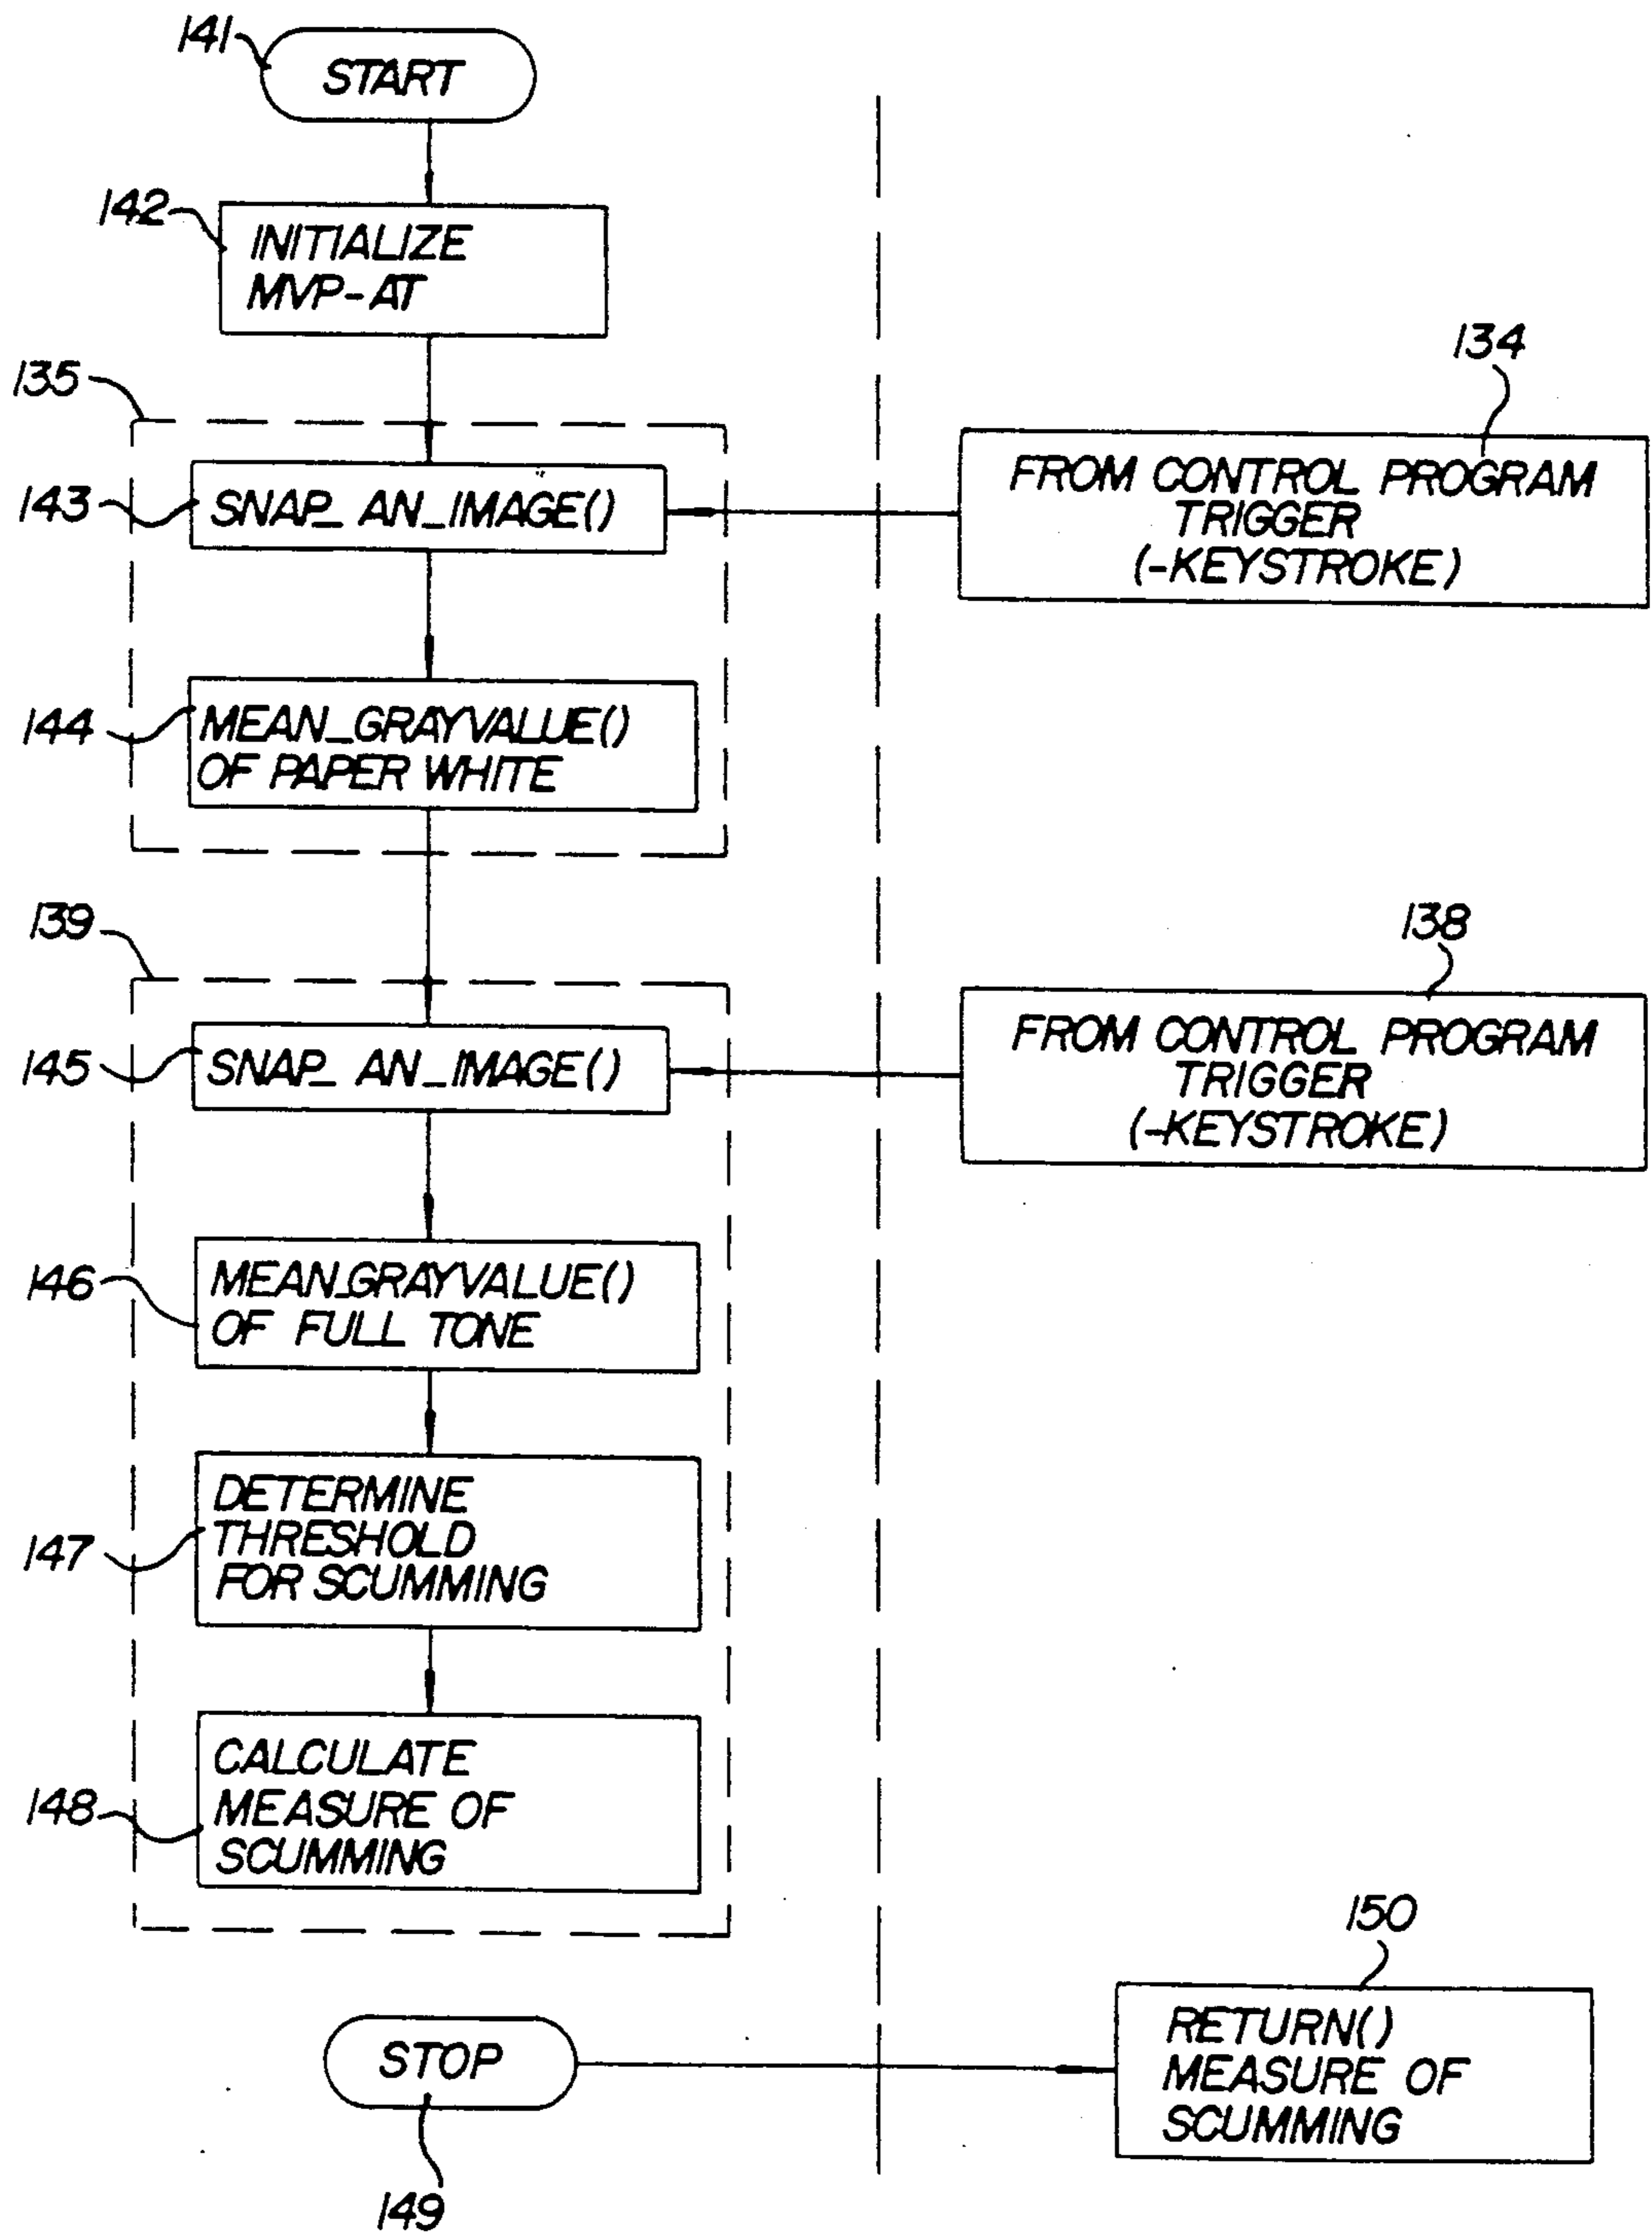 141
START
142
INITIALIZE
MVP-AT
135
134
143
SNAP_ AN_IMAGE()
FROM CONTROL PROGRAM
TRIGGER
(-KEYSTROKE)
144
MEAN_GRAYVALUE()
OF PAPER WHITE
139
138
145
SNAP_ AN_IMAGE()
FROM CONTROL PROGRAM
TRIGGER
(-KEYSTROKE)
146
MEAN_GRAYVALUE()
OF FULL TONE
147
DETERMINE
THRESHOLD
FOR SCUMMING
148
CALCULATE
MEASURE OF
SCUMMING
150
STOP
RETURN()
MEASURE OF
SCUMMING
149